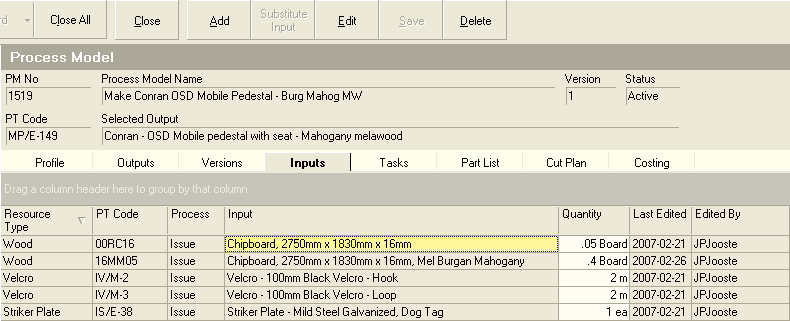 rd Close All Close Add Substitute Input Edit Save Delete
Process Model
PM No Process Model Name Version Status
1519 Make Conran OSD Mobile Pedestal - Burg Mahog MW 1 Active
PT Code Selected Output
MP/E-149 Conran - OSD Mobile pedestal with seat - Mahogany melawood
Profile Outputs Versions Inputs Tasks Part List Cut Plan Costing
Drag a column header here to group by that column
Resource Type PT Code Process Input Quantity Last Edited Edited By
Wood 00RC16 Issue Chipboard, 2750mm x 1830mm x 16mm .05 Board 2007-02-21 JPJooste
Wood 16MM05 Issue Chipboard, 2750mm x 1830mm x 16mm, Mel Burgan Mahogany .4 Board 2007-02-26 JPJooste
Velcro IV/M-2 Issue Velcro - 100mm Black Velcro - Hook 2 m 2007-02-21 JPJooste
Velcro IV/M-3 Issue Velcro - 100mm Black Velcro - Loop 2 m 2007-02-21 JPJooste
Striker Plate IS/E-38 Issue Striker Plate - Mild Steel Galvanized, Dog Tag 1 ea 2007-02-21 JPJooste